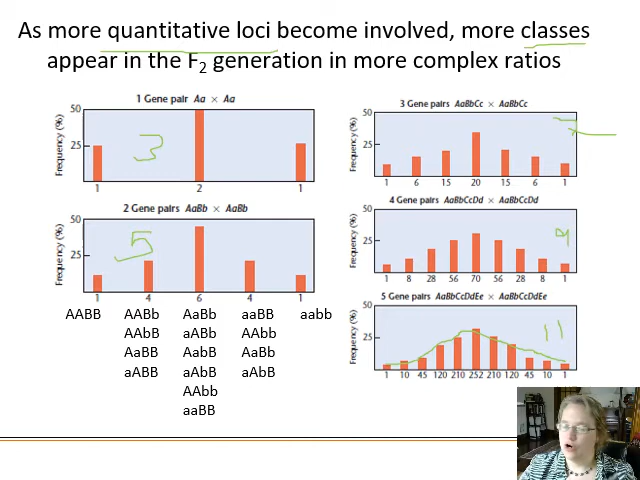 As more quantitative loci become involved, more classes
appear in the F2 generation in more complex ratios
1 Gene pair Aa × Aa
Frequency (%)
50
25
3
1 2 1
2 Gene pairs AaBb × AaBb
Frequency (%)
50
25
5
1 4 6 4 1
AABB AABb AaBb aaBB aabb
AAbB aABb AAbb
AaBB AabB AaBb
aABB aAbB aAbB
AAbb
aaBB
3 Gene pairs AaBbCc × AaBbCc
Frequency (%)
50
25
7
1 6 15 20 15 6 1
4 Gene pairs AaBbCcDd × AaBbCcDd
Frequency (%)
50
25
9
1 8 28 56 70 56 28 8 1
5 Gene pairs AaBbCcDdEe × AaBbCcDdEe
Frequency (%)
50
25
11
1 10 45 120 210 252 210 120 45 10 1